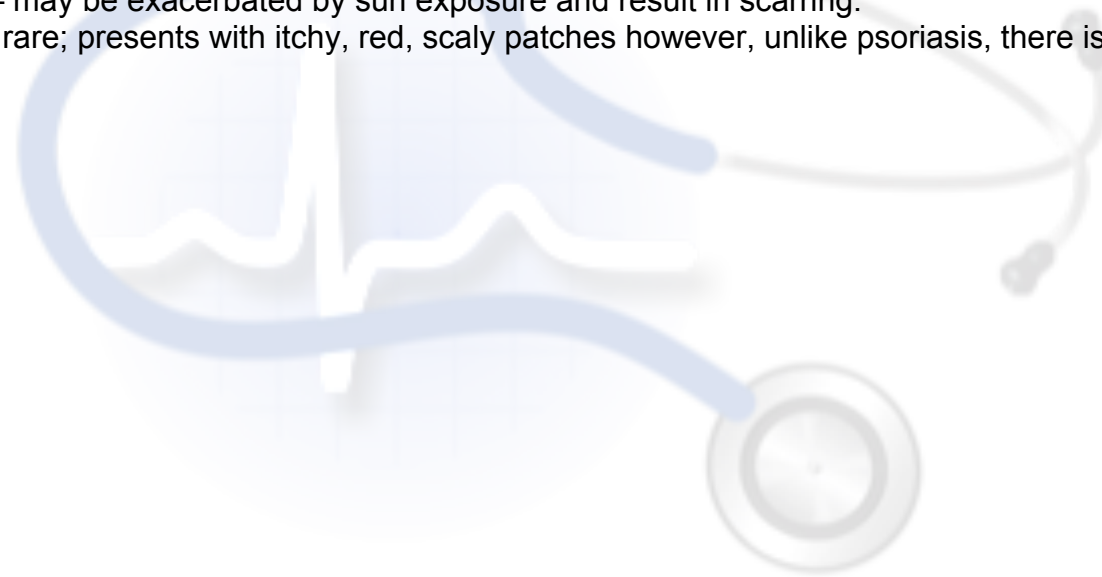 - may be exacerbated by sun exposure and result in scarring.
rare; presents with itchy, red, scaly patches however, unlike psoriasis, there is